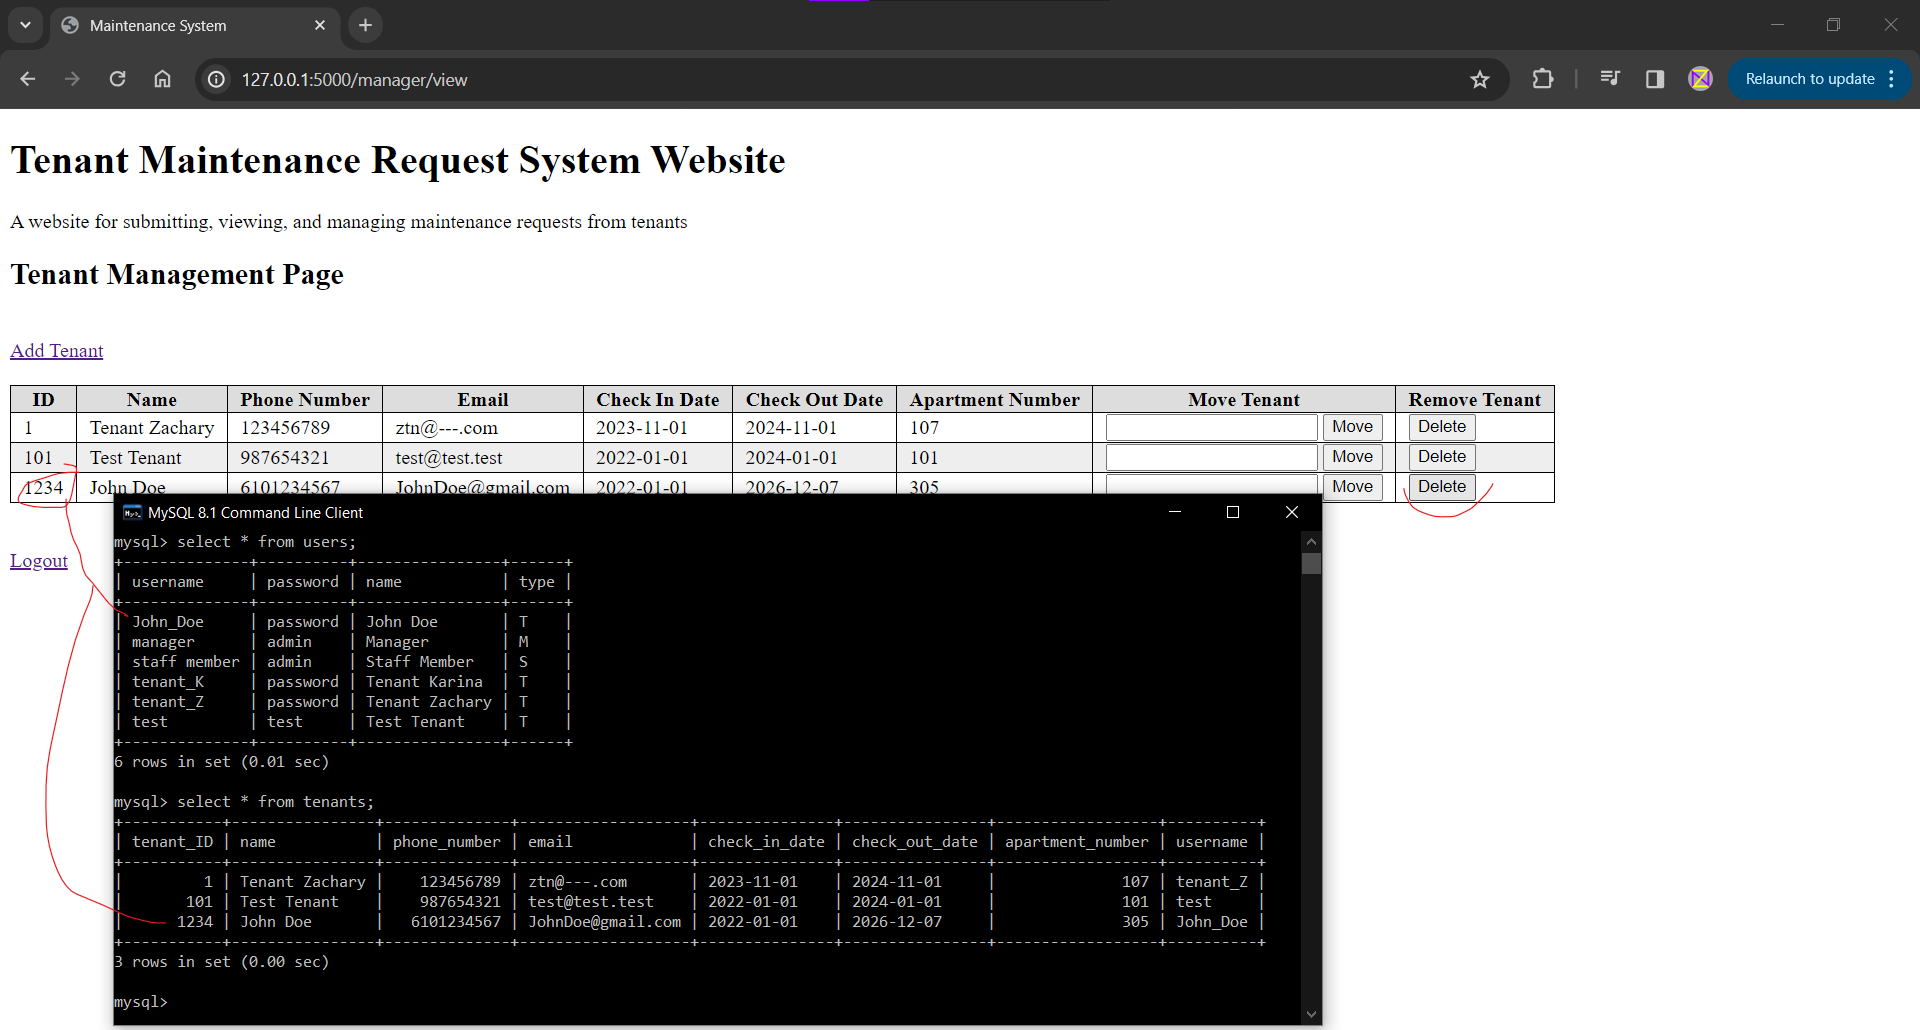 Maintenance System
127.0.0.1:5000/manager/view
Relaunch to update
Tenant Maintenance Request System Website
A website for submitting, viewing, and managing maintenance requests from tenants
Tenant Management Page
Add Tenant
ID Name Phone Number Email Check In Date Check Out Date Apartment Number Move Tenant Remove Tenant
1 Tenant Zachary 123456789 ztn@---.com 2023-11-01 2024-11-01 107 Move Delete
101 Test Tenant 987654321 test@test.test 2022-01-01 2024-01-01 101 Move Delete
1234 John Doe 6101234567 JohnDoe@gmail.com 2022-01-01 2026-12-07 305 Move Delete
Logout
MySQL 8.1 Command Line Client
mysql> select * from users;
+--------------+----------+----------------+------+
| username | password | name | type |
+--------------+----------+----------------+------+
| John_Doe | password | John Doe | T |
| manager | admin | Manager | M |
| staff member | admin | Staff Member | S |
| tenant_K | password | Tenant Karina | T |
| tenant_Z | password | Tenant Zachary | T |
| test | test | Test Tenant | T |
+--------------+----------+----------------+------+
6 rows in set (0.01 sec)
mysql> select * from tenants;
+-----------+----------------+--------------+-------------------+---------------+----------------+------------------+----------+
| tenant_ID | name | phone_number | email | check_in_date | check_out_date | apartment_number | username |
+-----------+----------------+--------------+-------------------+---------------+----------------+------------------+----------+
| 1 | Tenant Zachary | 123456789 | ztn@---.com | 2023-11-01 | 2024-11-01 | 107 | tenant_Z |
| 101 | Test Tenant | 987654321 | test@test.test | 2022-01-01 | 2024-01-01 | 101 | test |
| 1234 | John Doe | 6101234567 | JohnDoe@gmail.com | 2022-01-01 | 2026-12-07 | 305 | John_Doe |
+-----------+----------------+--------------+-------------------+---------------+----------------+------------------+----------+
3 rows in set (0.00 sec)
mysql>